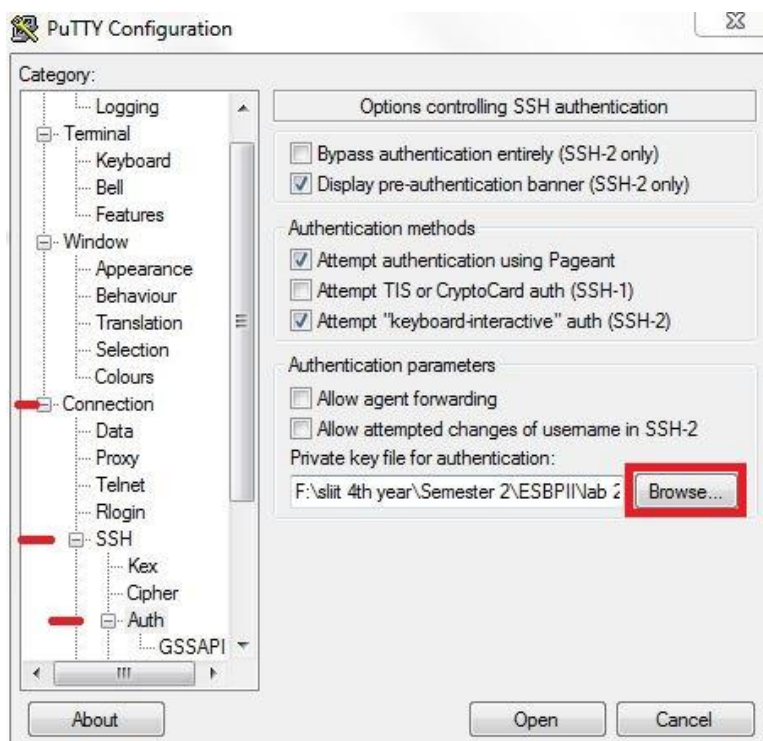 PuTTY Configuration
Category:
Logging
Terminal
Keyboard
Bell
Features
Window
Appearance
Behaviour
Translation
Selection
Colours
Connection
Data
Proxy
Telnet
Rlogin
SSH
Kex
Cipher
Auth
GSSAPI
Options controlling SSH authentication
Bypass authentication entirely (SSH-2 only)
Display pre-authentication banner (SSH-2 only)
Authentication methods
Attempt authentication using Pageant
Attempt TIS or CryptoCard auth (SSH-1)
Attempt "keyboard-interactive" auth (SSH-2)
Authentication parameters
Allow agent forwarding
Allow attempted changes of username in SSH-2
Private key file for authentication:
F:\sliit 4th year\Semester 2\ESBPII\lab 2
Browse...
About
Open
Cancel